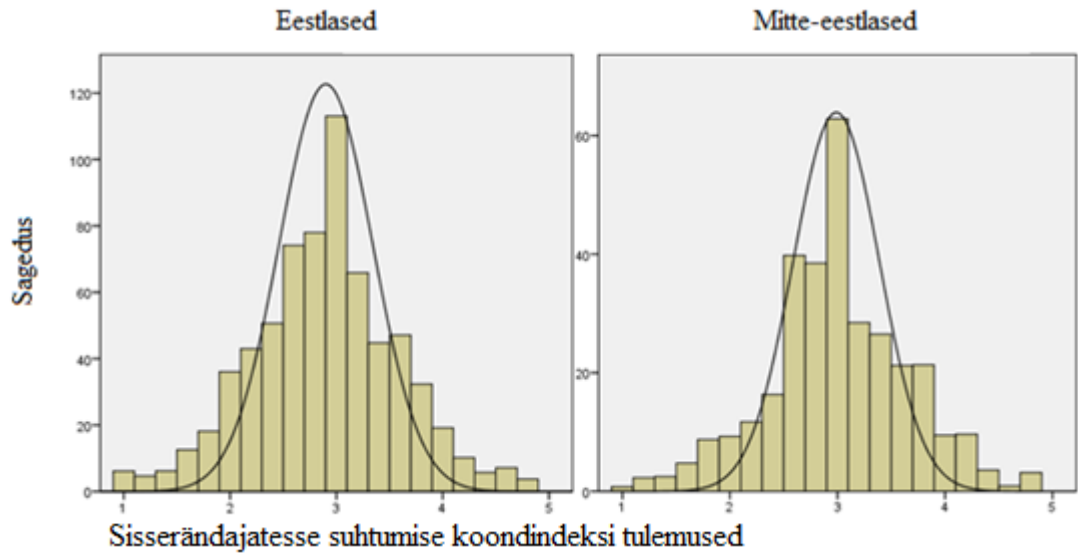 Eestlased
Mitte-eestlased
Sagedus
120
100
80
60
40
20
0
1 2 3 4 5
60
40
20
0
1 2 3 4 5
Sisserändajatesse suhtumise koondindeksi tulemused